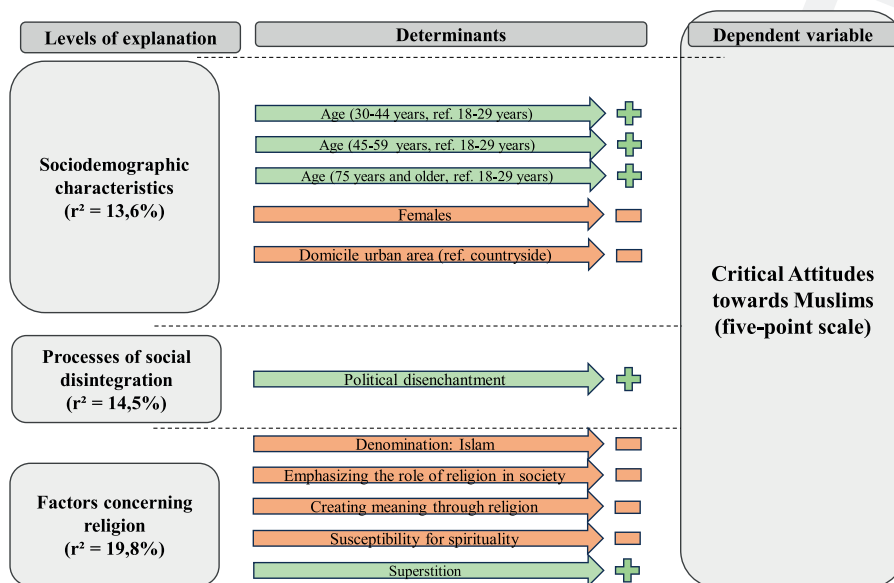 Levels of explanation
Determinants
Dependent variable
Sociodemographic
characteristics
(r² = 13,6%)
Age (30-44 years, ref. 18-29 years)
Age (45-59 years, ref. 18-29 years)
Age (75 years and older, ref. 18-29 years)
Females
Domicile urban area (ref. countryside)
Critical Attitudes
towards Muslims
(five-point scale)
Processes of social
disintegration
(r² = 14,5%)
Political disenchantment
Factors concerning
religion
(r² = 19,8%)
Denomination: Islam
Emphasizing the role of religion in society
Creating meaning through religion
Susceptibility for spirituality
Superstition